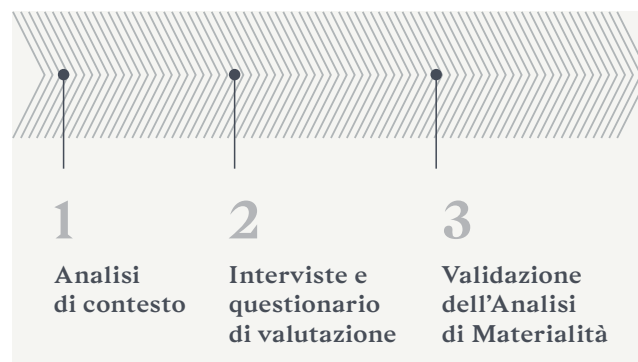 1
Analisi
di contesto
2
Interviste e
questionario
di valutazione
3
Validazione
dell'Analisi
di Materialità